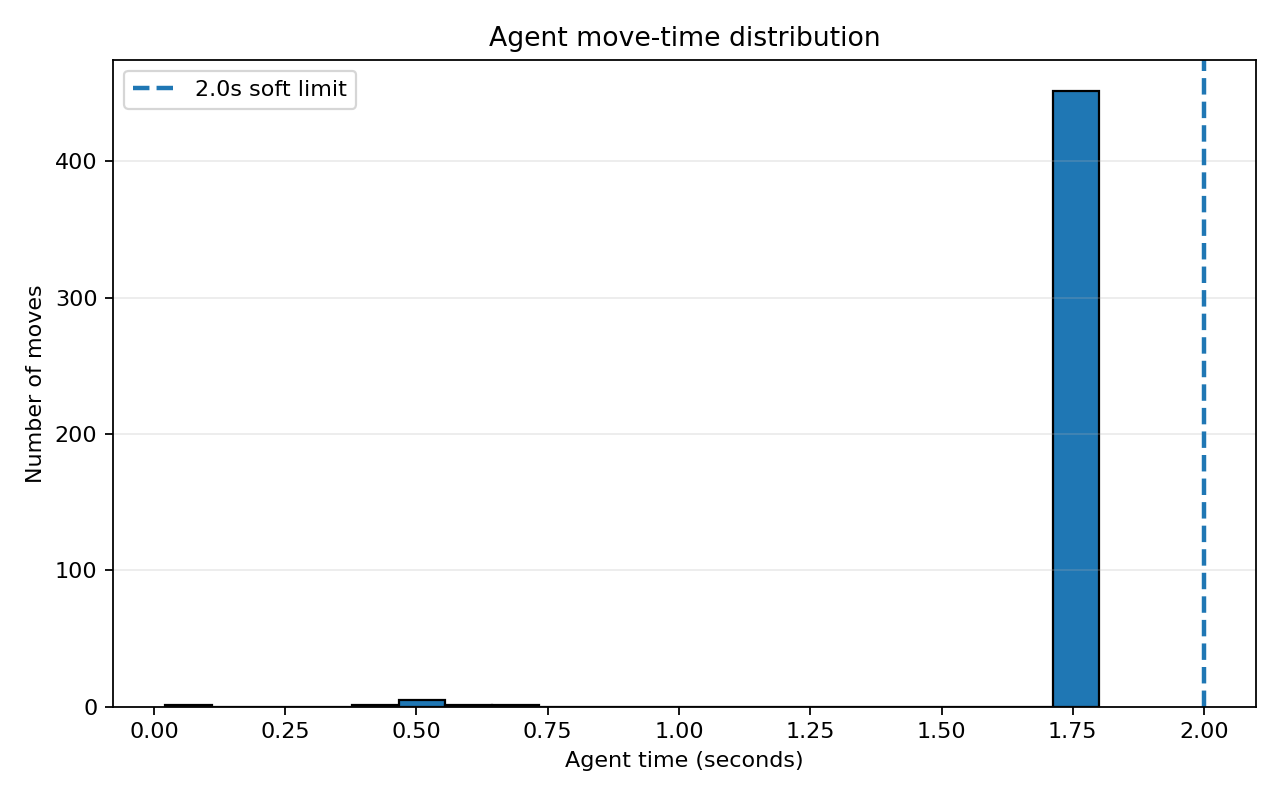 Agent move-time distribution
2.0s soft limit
Number of moves
400
300
200
100
0
0.00 0.25 0.50 0.75 1.00 1.25 1.50 1.75 2.00
Agent time (seconds)